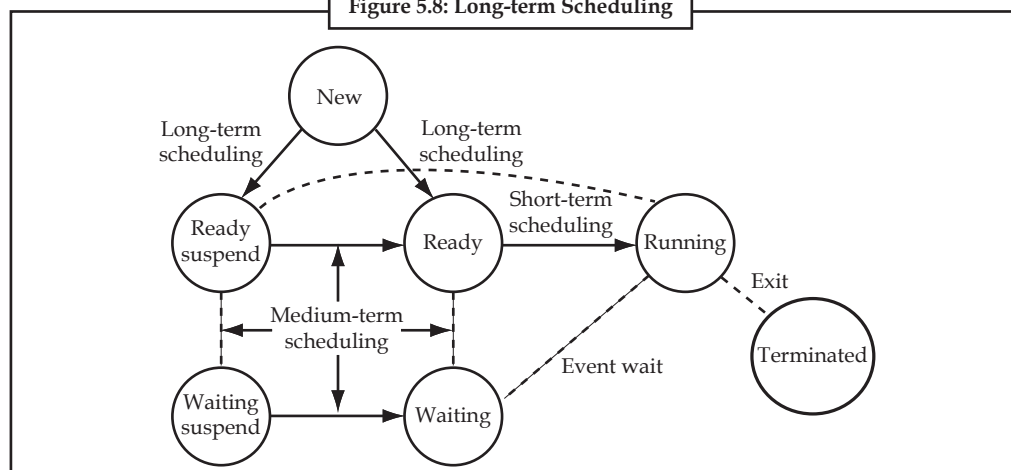 Figure 5.8: Long-term Scheduling
New
Long-term
scheduling
Long-term
scheduling
Ready
suspend
Ready
Short-term
scheduling
Running
Exit
Medium-term
scheduling
Terminated
Event wait
Waiting
suspend
Waiting